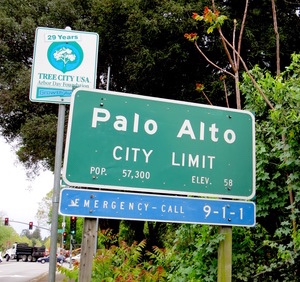 29 Years
TREE CITY USA
Arbor Day Foundation
Palo Alto
CITY LIMIT
POP. 57,300 ELEV. 58
EMERGENCY-CALL 9-1-1